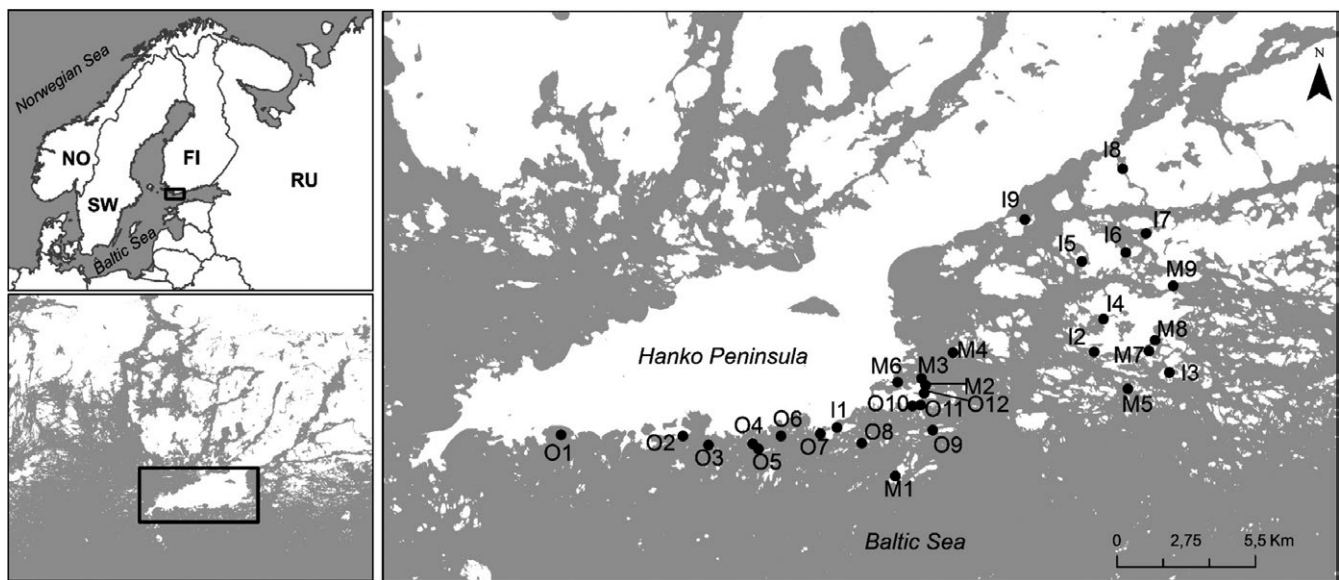 Norwegian Sea
NO
FI
SW
RU
Baltic Sea
N
I8
I9
I7
I6
I5
M9
I4
M8
I2
M7
M4
M3
I3
Hanko Peninsula
M6
M2
M5
O10
O11
O12
O4
O6
I1
O1
O2
O3
O5
O7
O8
O9
M1
Baltic Sea
0 2,75 5,5 Km